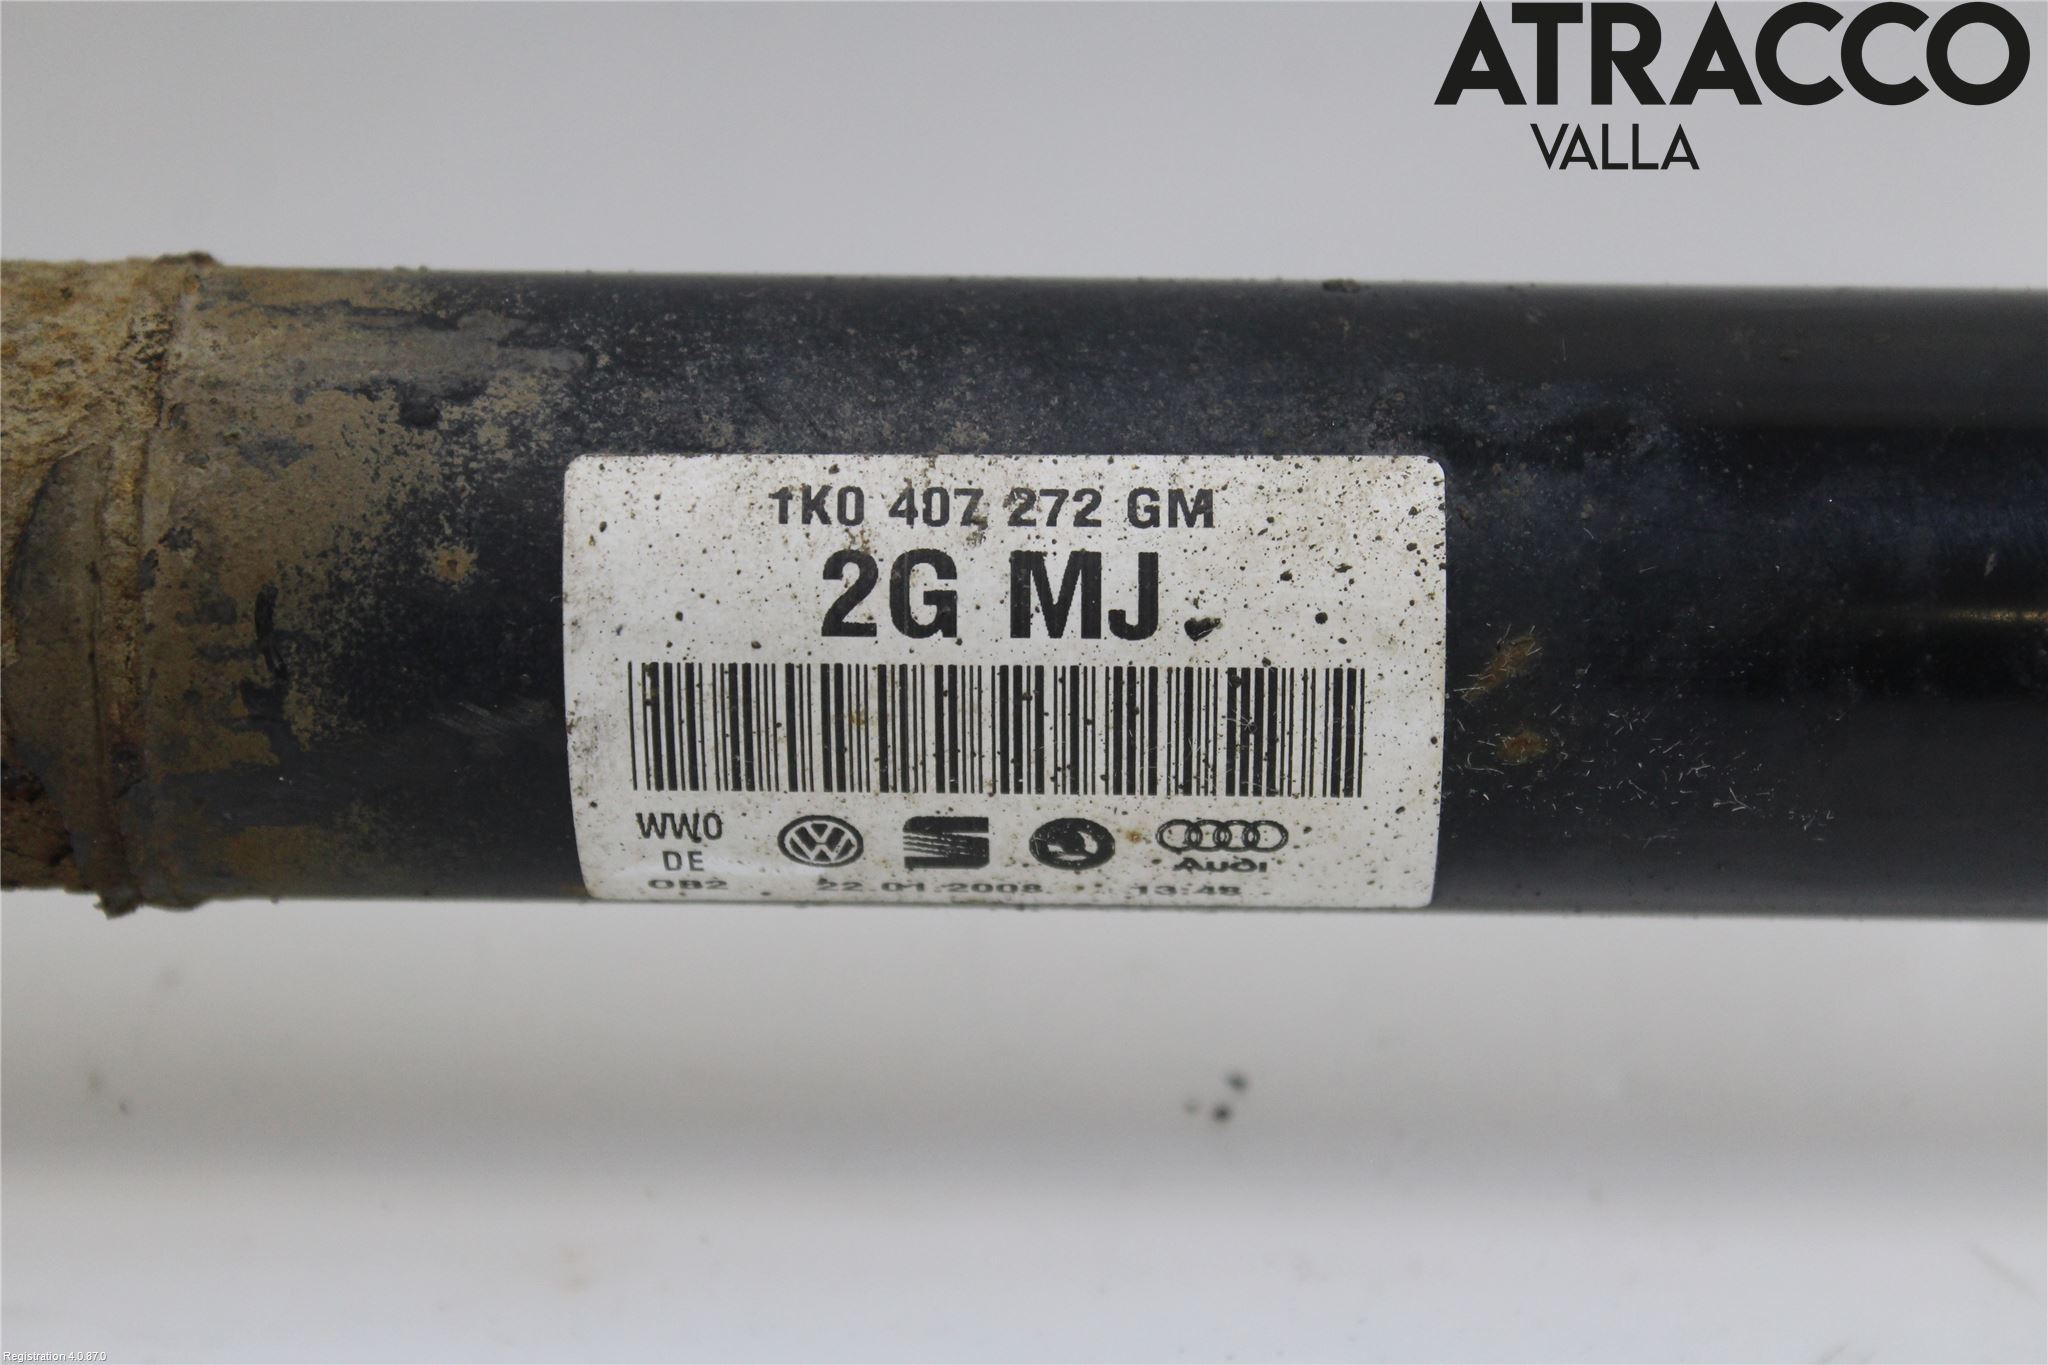 ATRACCO
VALLA
1K0 407 272 GM
2G MJ
WW0
DE
OB2 22.01.2008 13:48
Audi
Registration 4.0.87.0